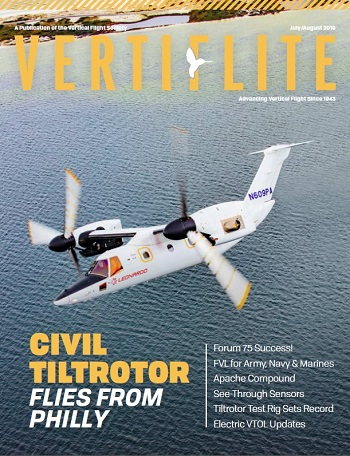 A Publication of the Vertical Flight Society
July/August 2019
VERTIFLITE
Advancing Vertical Flight Since 1943
N609PA
LEONARDO
CIVIL
TILTROTOR
FLIES FROM
PHILLY
Forum 75 Success!
FVL for Army, Navy & Marines
Apache Compound
See-Through Sensors
Tiltrotor Test Rig Sets Record
Electric VTOL Updates